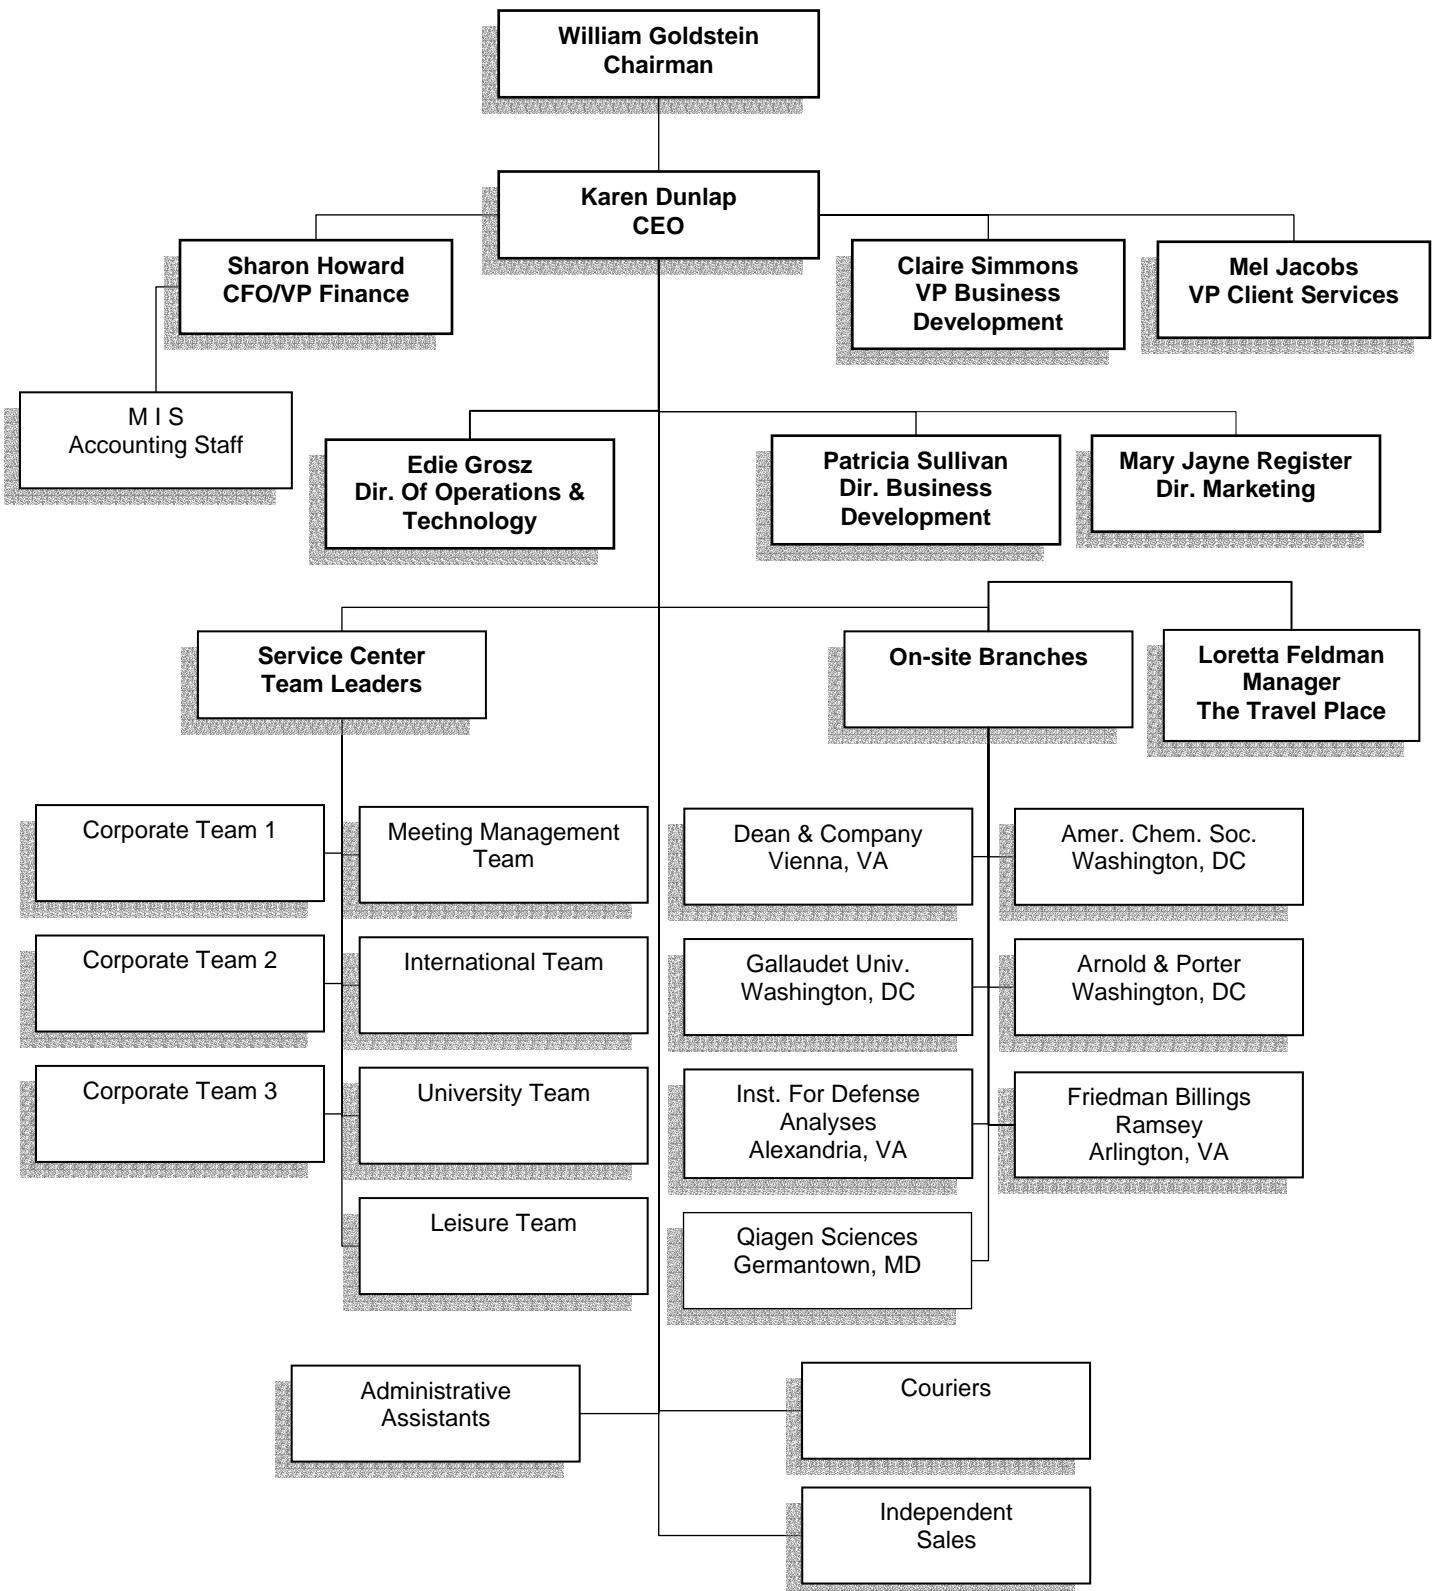 William Goldstein
Chairman
Karen Dunlap
CEO
Sharon Howard
CFO/VP Finance
Claire Simmons
VP Business
Development
Mel Jacobs
VP Client Services
M I S
Accounting Staff
Edie Grosz
Dir. Of Operations &
Technology
Patricia Sullivan
Dir. Business
Development
Mary Jayne Register
Dir. Marketing
Service Center
Team Leaders
On-site Branches
Loretta Feldman
Manager
The Travel Place
Corporate Team 1
Meeting Management
Team
Dean & Company
Vienna, VA
Amer. Chem. Soc.
Washington, DC
Corporate Team 2
International Team
Gallaudet Univ.
Washington, DC
Arnold & Porter
Washington, DC
Corporate Team 3
University Team
Inst. For Defense
Analyses
Alexandria, VA
Friedman Billings
Ramsey
Arlington, VA
Leisure Team
Qiagen Sciences
Germantown, MD
Administrative
Assistants
Couriers
Independent
Sales